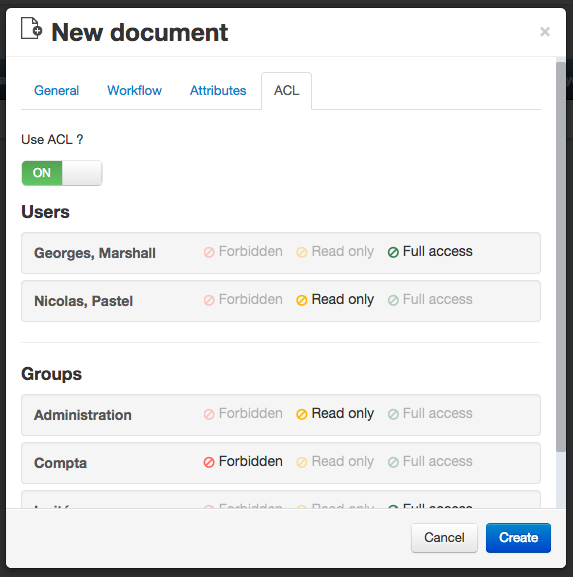 New document
×
General Workflow Attributes ACL
Use ACL ?
ON
Users
Georges, Marshall Forbidden Read only Full access
Nicolas, Pastel Forbidden Read only Full access
Groups
Administration Forbidden Read only Full access
Compta Forbidden Read only Full access
Forbidden Read only Full access
Cancel Create